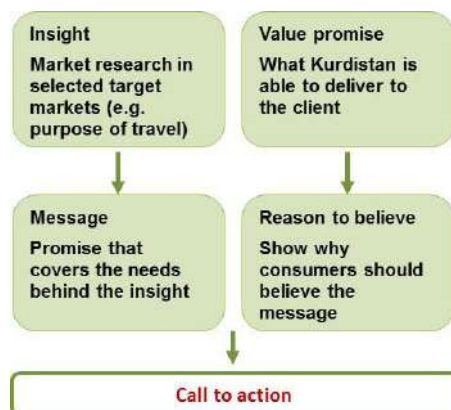 Insight
Market research in
selected target
markets (e.g.
purpose of travel)
Value promise
What Kurdistan is
able to deliver to
the client
Message
Promise that
covers the needs
behind the insight
Reason to believe
Show why
consumers should
believe the
message
Call to action